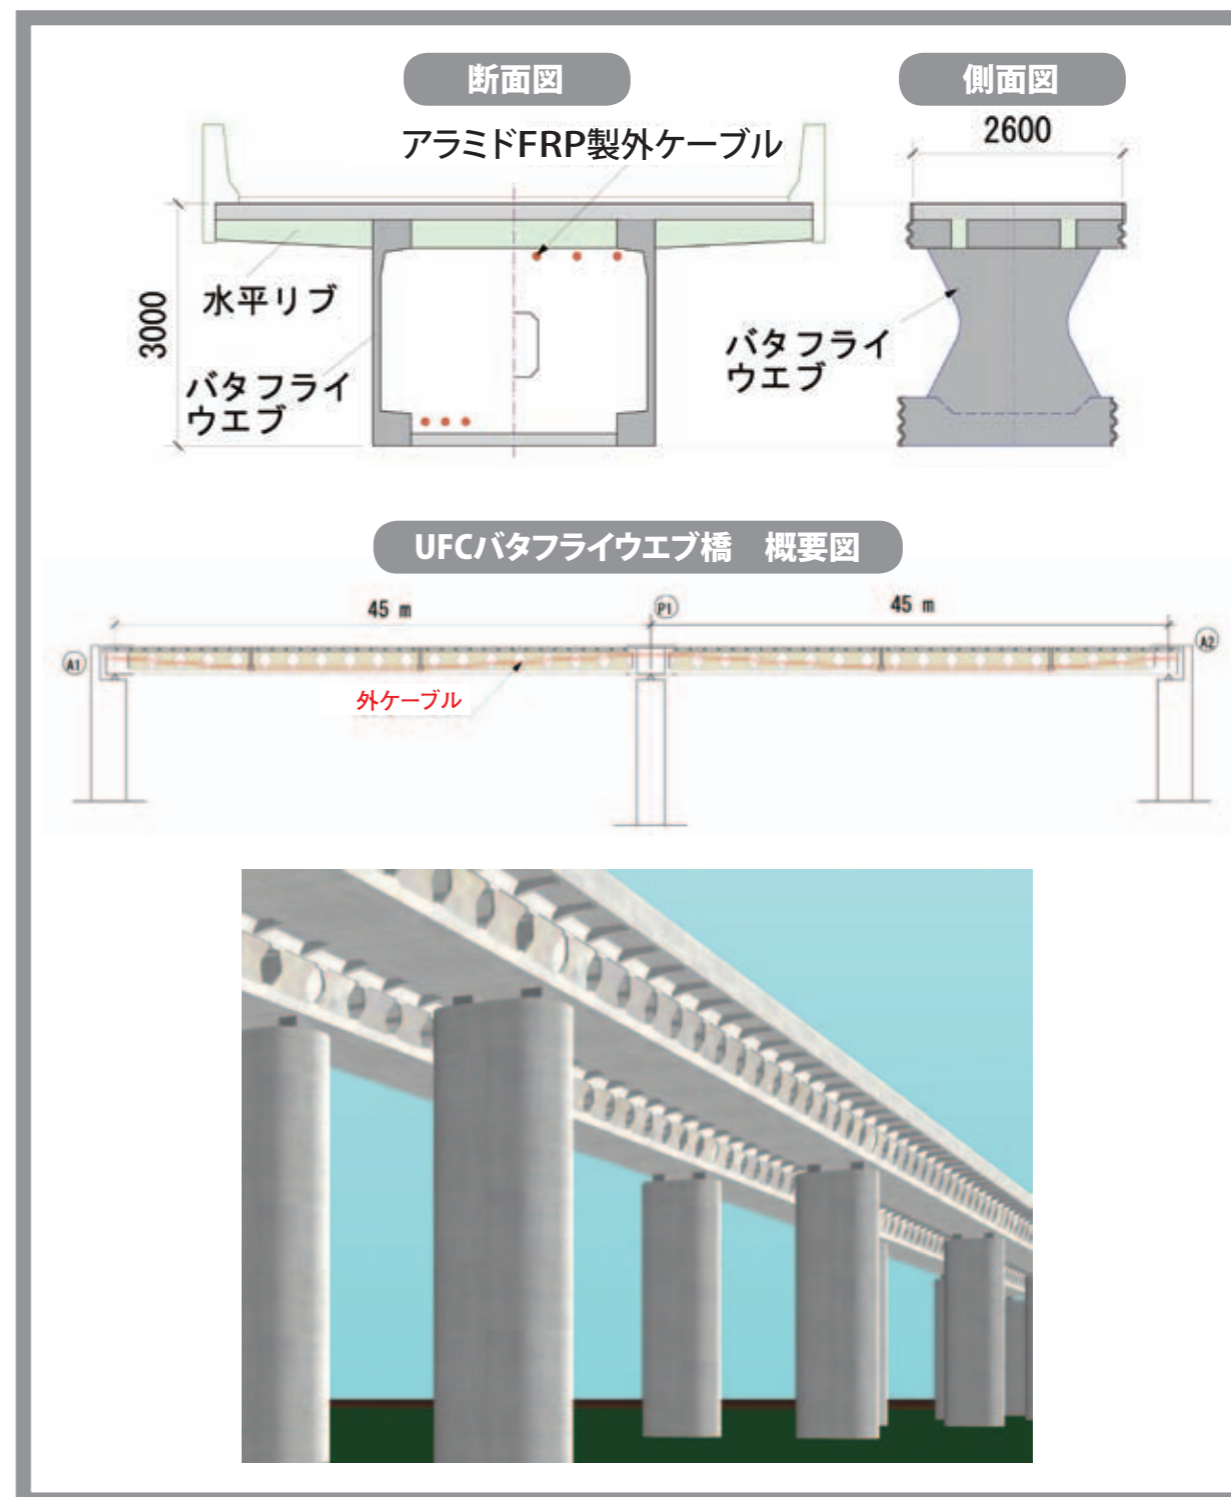 断面図
側面図
アラミドFRP製外ケーブル
2600
3000
水平リブ
バタフライ
ウエブ
バタフライ
ウエブ
UFCバタフライウエブ橋　概要図
45 m
P1
45 m
A1
A2
外ケーブル